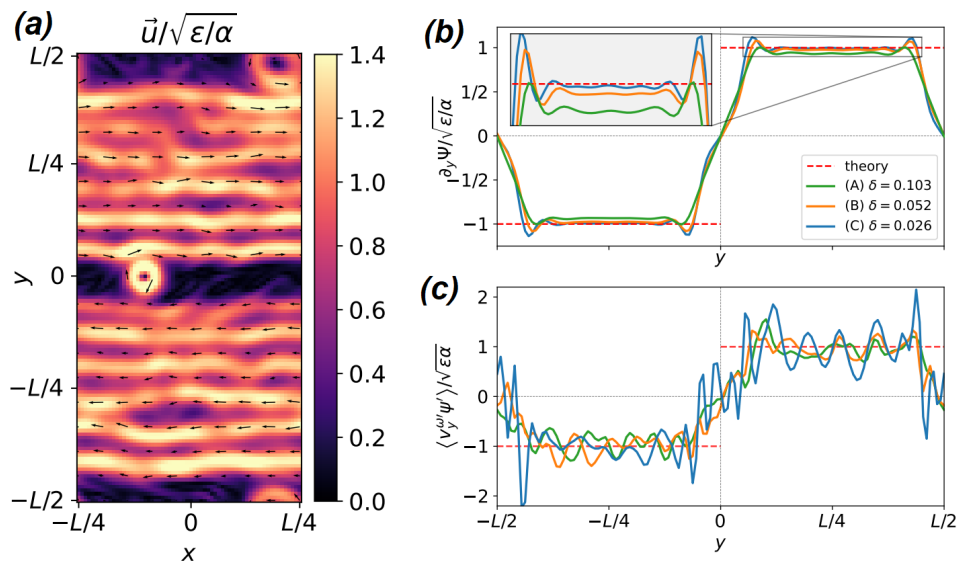 (a)
u⃗/√ε/α
L/2
L/4
0
−L/4
−L/2
y
−L/4
0
L/4
x
1.4
1.2
1.0
0.8
0.6
0.4
0.2
0.0
(b)
1
1/2
0
−1/2
−1
∂yΨ/√ε/α
theory
(A) δ = 0.103
(B) δ = 0.052
(C) δ = 0.026
y
(c)
2
1
0
−1
−2
⟨v_y^ω′ψ′⟩/√εα
−L/2
−L/4
0
L/4
L/2
y